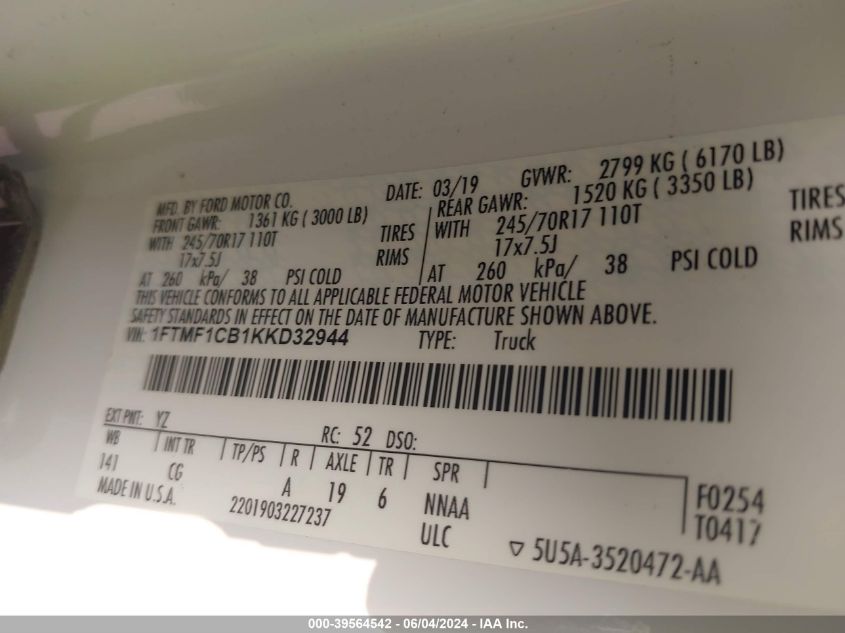 MFD. BY FORD MOTOR CO. DATE: 03/19 GVWR: 2799 KG ( 6170 LB)
FRONT GAWR: 1361 KG ( 3000 LB) REAR GAWR: 1520 KG ( 3350 LB)
WITH 245/70R17 110T TIRES WITH 245/70R17 110T TIRES
17x7.5J RIMS 17x7.5J RIMS
AT 260 kPa/ 38 PSI COLD AT 260 kPa/ 38 PSI COLD
THIS VEHICLE CONFORMS TO ALL APPLICABLE FEDERAL MOTOR VEHICLE
SAFETY STANDARDS IN EFFECT ON THE DATE OF MANUFACTURE SHOWN ABOVE.
VIN: 1FTMF1CB1KKD32944 TYPE: Truck
EXT PNT: YZ RC: 52 DSO:
WB INT TR TP/PS R AXLE TR SPR
141 CG A 19 6 NNAA F0254
MADE IN U.S.A. 2201903227237 ULC T0417
▽ 5U5A-3520472-AA
000-39564542 - 06/04/2024 - IAA Inc.